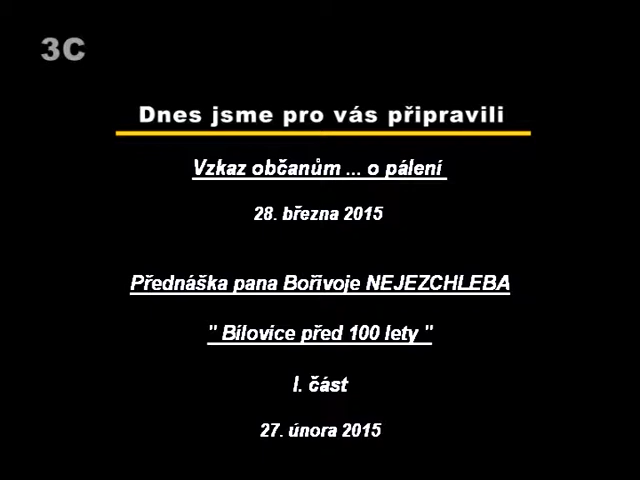 3C
Dnes jsme pro vás připravili
Vzkaz občanům ... o pálení
28. března 2015
Přednáška pana Bořivoje NEJEZCHLEBA
" Bílovice před 100 lety "
I. část
27. února 2015